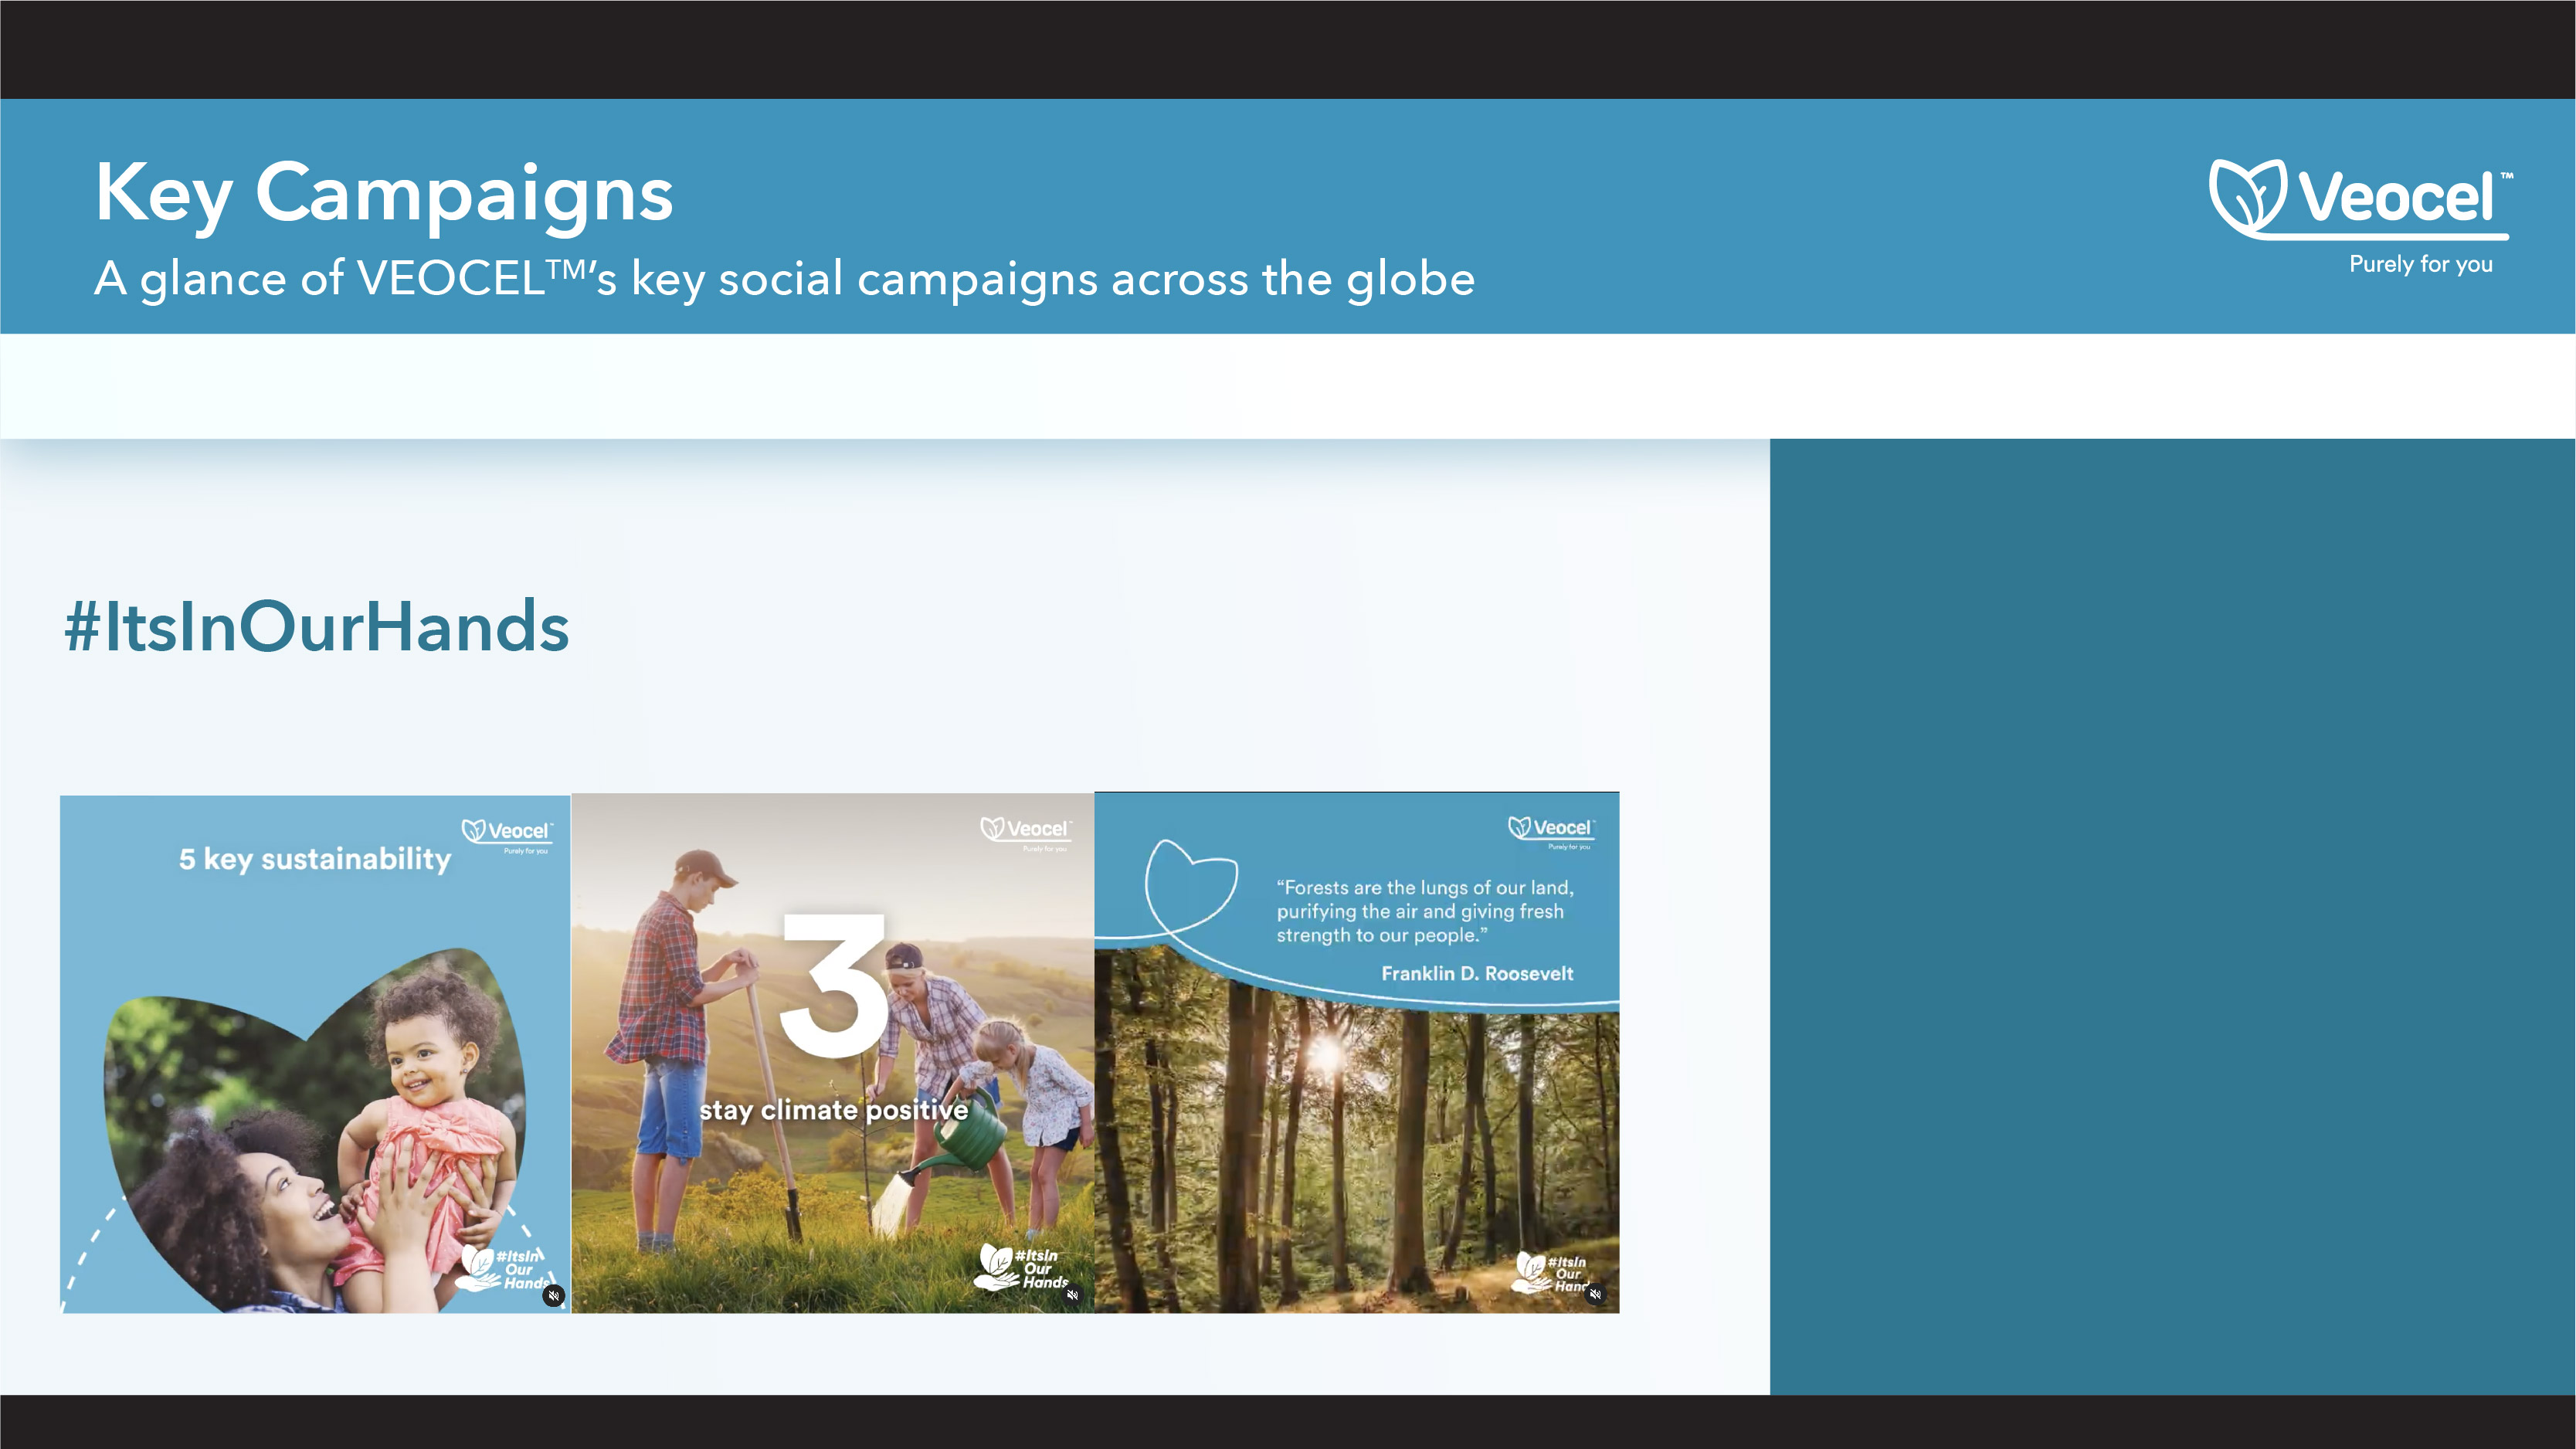 Key Campaigns
A glance of VEOCEL™'s key social campaigns across the globe
Veocel™
Purely for you
#ItsInOurHands
Veocel™
Purely for you
5 key sustainability
#ItsIn
Our
Hands
Veocel™
Purely for you
3
stay climate positive
#ItsIn
Our
Hands
Veocel™
Purely for you
“Forests are the lungs of our land,
purifying the air and giving fresh
strength to our people.”
Franklin D. Roosevelt
#ItsIn
Our
Hand